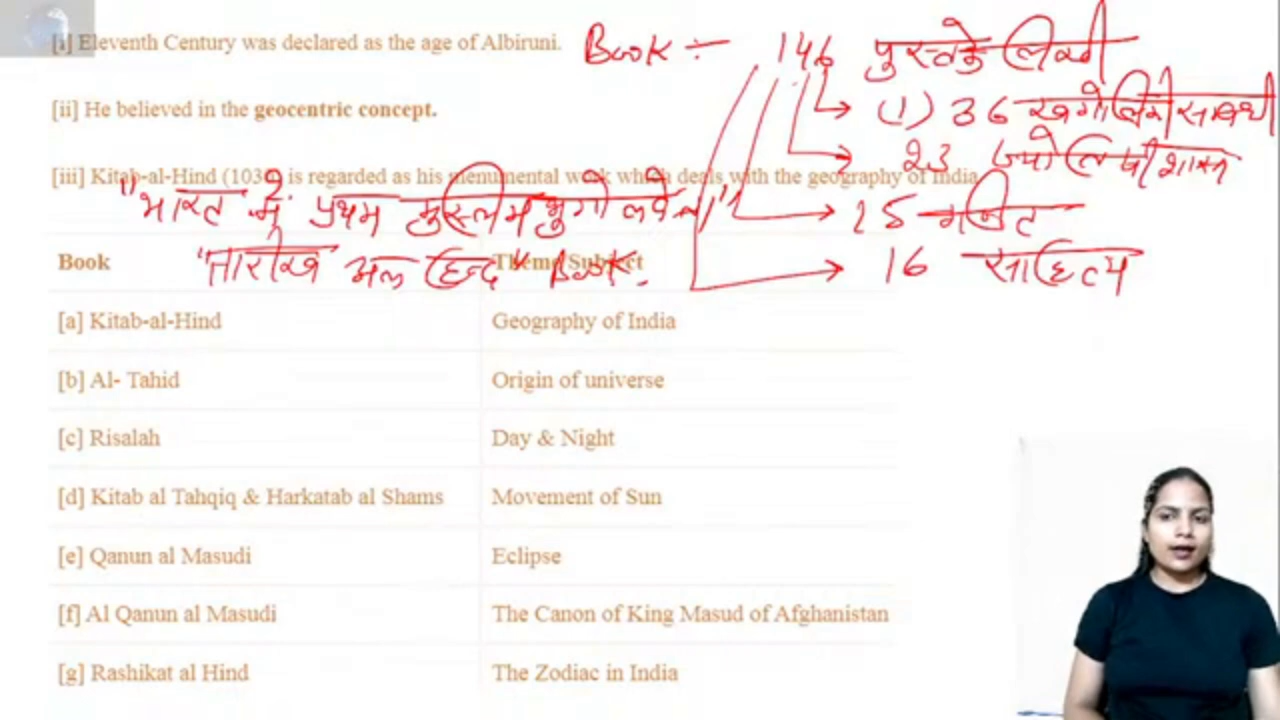 [i] Eleventh Century was declared as the age of Albiruni.
Book :- 146 पुस्तके लिखी
[ii] He believed in the geocentric concept.
(1) 36 खगोलिकी सम्बंधी
23 ज्योतिषीशास्त्र
[iii] Kitab-al-Hind (1030) is regarded as his menumental work which deals with the geography of India
"भारत में प्रथम मुस्लिम भुगोलवेत्ता"
15 गणित
"तारीख अल हिन्द" Book.
16 साहित्य
Book Theme/Subject
[a] Kitab-al-Hind Geography of India
[b] Al- Tahid Origin of universe
[c] Risalah Day & Night
[d] Kitab al Tahqiq & Harkatab al Shams Movement of Sun
[e] Qanun al Masudi Eclipse
[f] Al Qanun al Masudi The Canon of King Masud of Afghanistan
[g] Rashikat al Hind The Zodiac in India